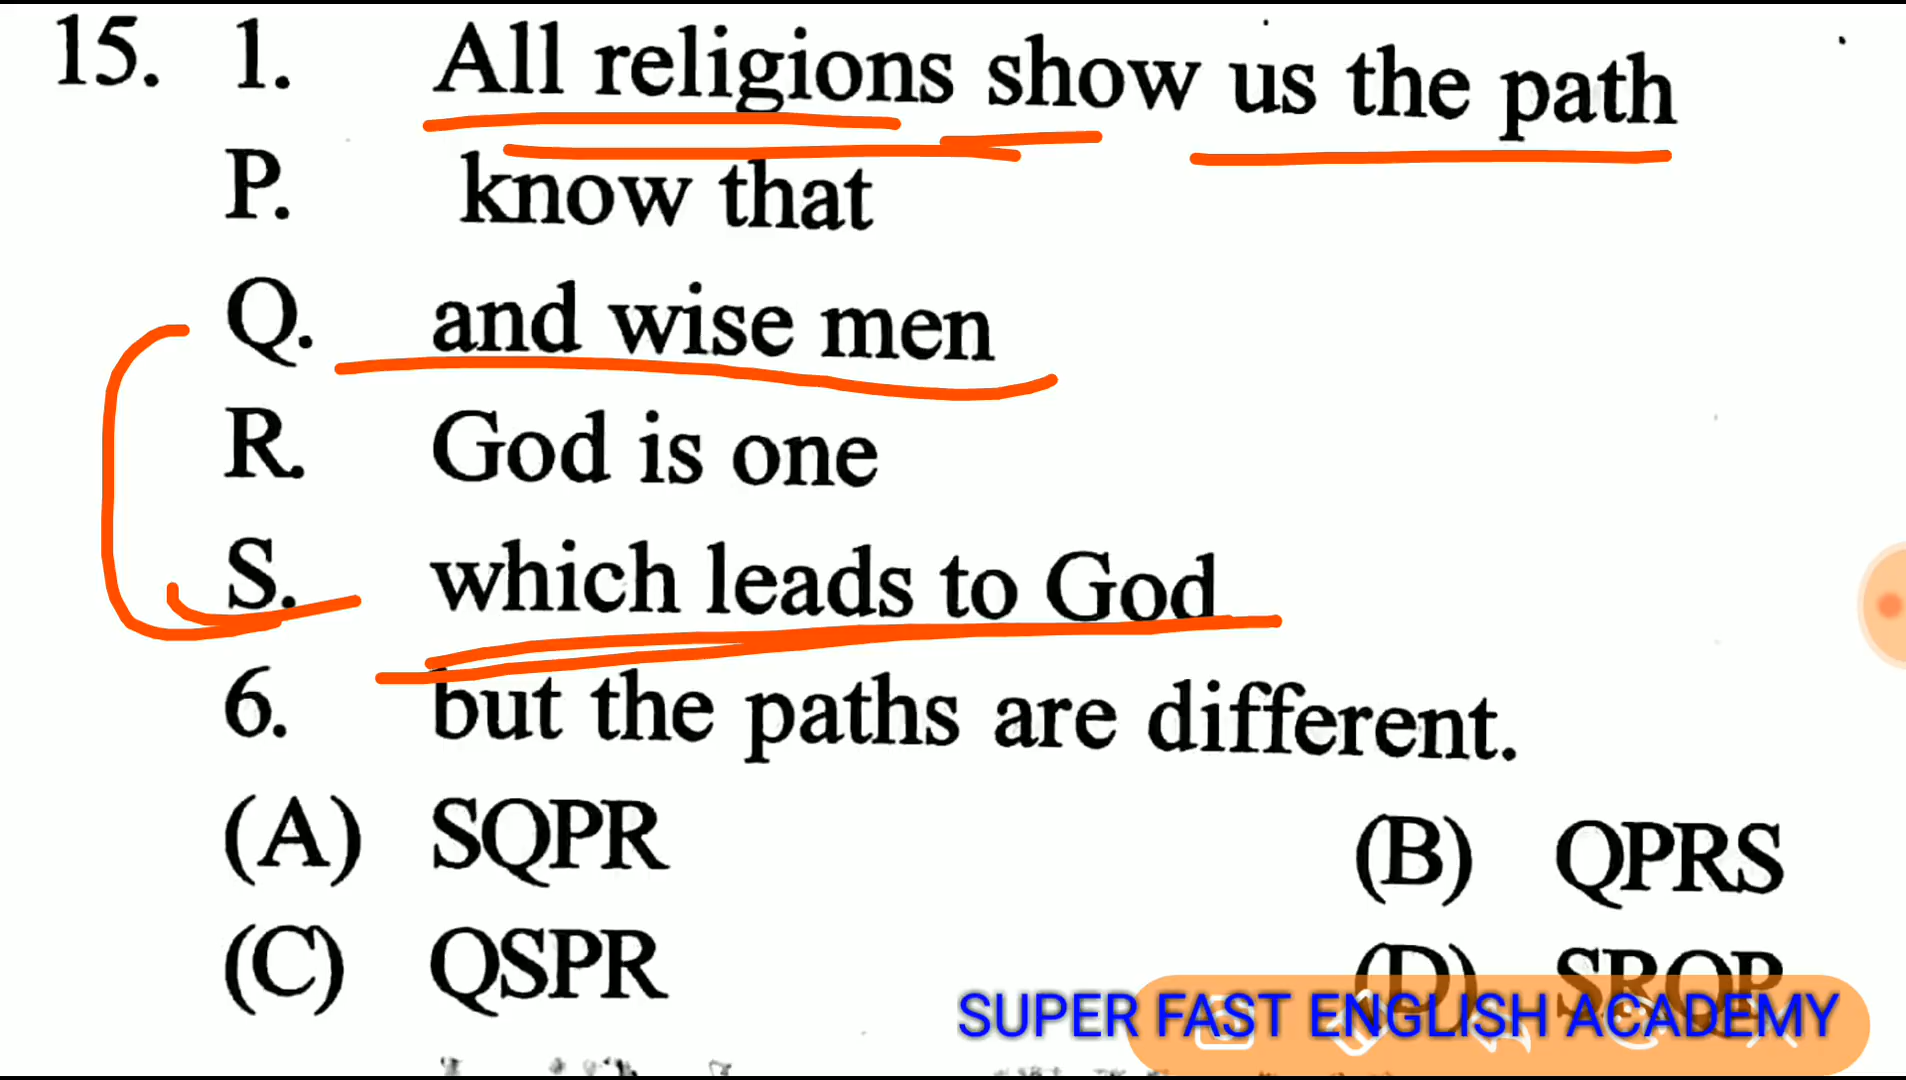 15. 1. All religions show us the path
P. know that
Q. and wise men
R. God is one
S. which leads to God
6. but the paths are different.
(A) SQPR (B) QPRS
(C) QSPR (D) SRQP
SUPER FAST ENGLISH ACADEMY